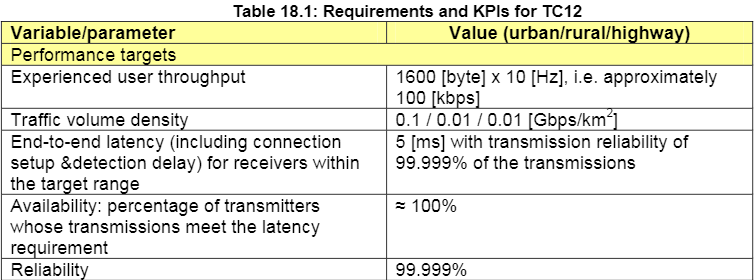 Table 18.1: Requirements and KPIs for TC12
Variable/parameter Value (urban/rural/highway)
Performance targets
Experienced user throughput 1600 [byte] x 10 [Hz], i.e. approximately
100 [kbps]
Traffic volume density 0.1 / 0.01 / 0.01 [Gbps/km²]
End-to-end latency (including connection 5 [ms] with transmission reliability of
setup &detection delay) for receivers within 99.999% of the transmissions
the target range
Availability: percentage of transmitters ≈ 100%
whose transmissions meet the latency
requirement
Reliability 99.999%